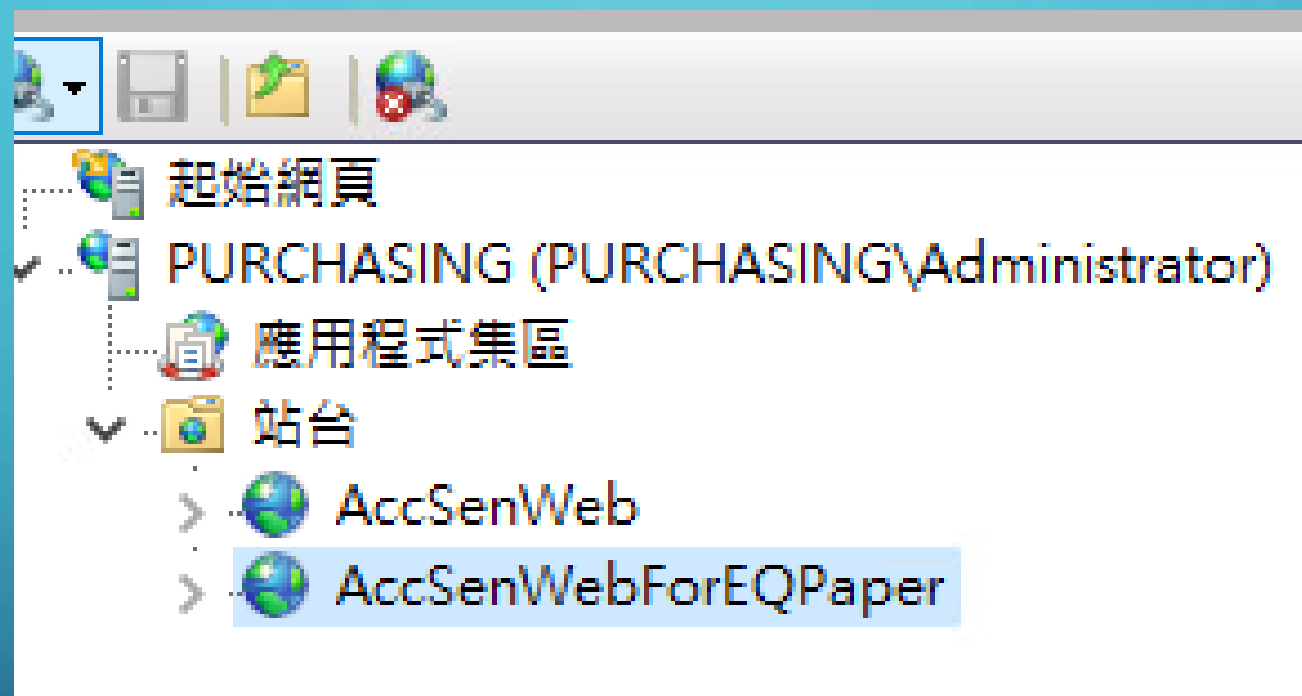 起始網頁
PURCHASING (PURCHASING\Administrator)
應用程式集區
站台
AccSenWeb
AccSenWebForEQPaper